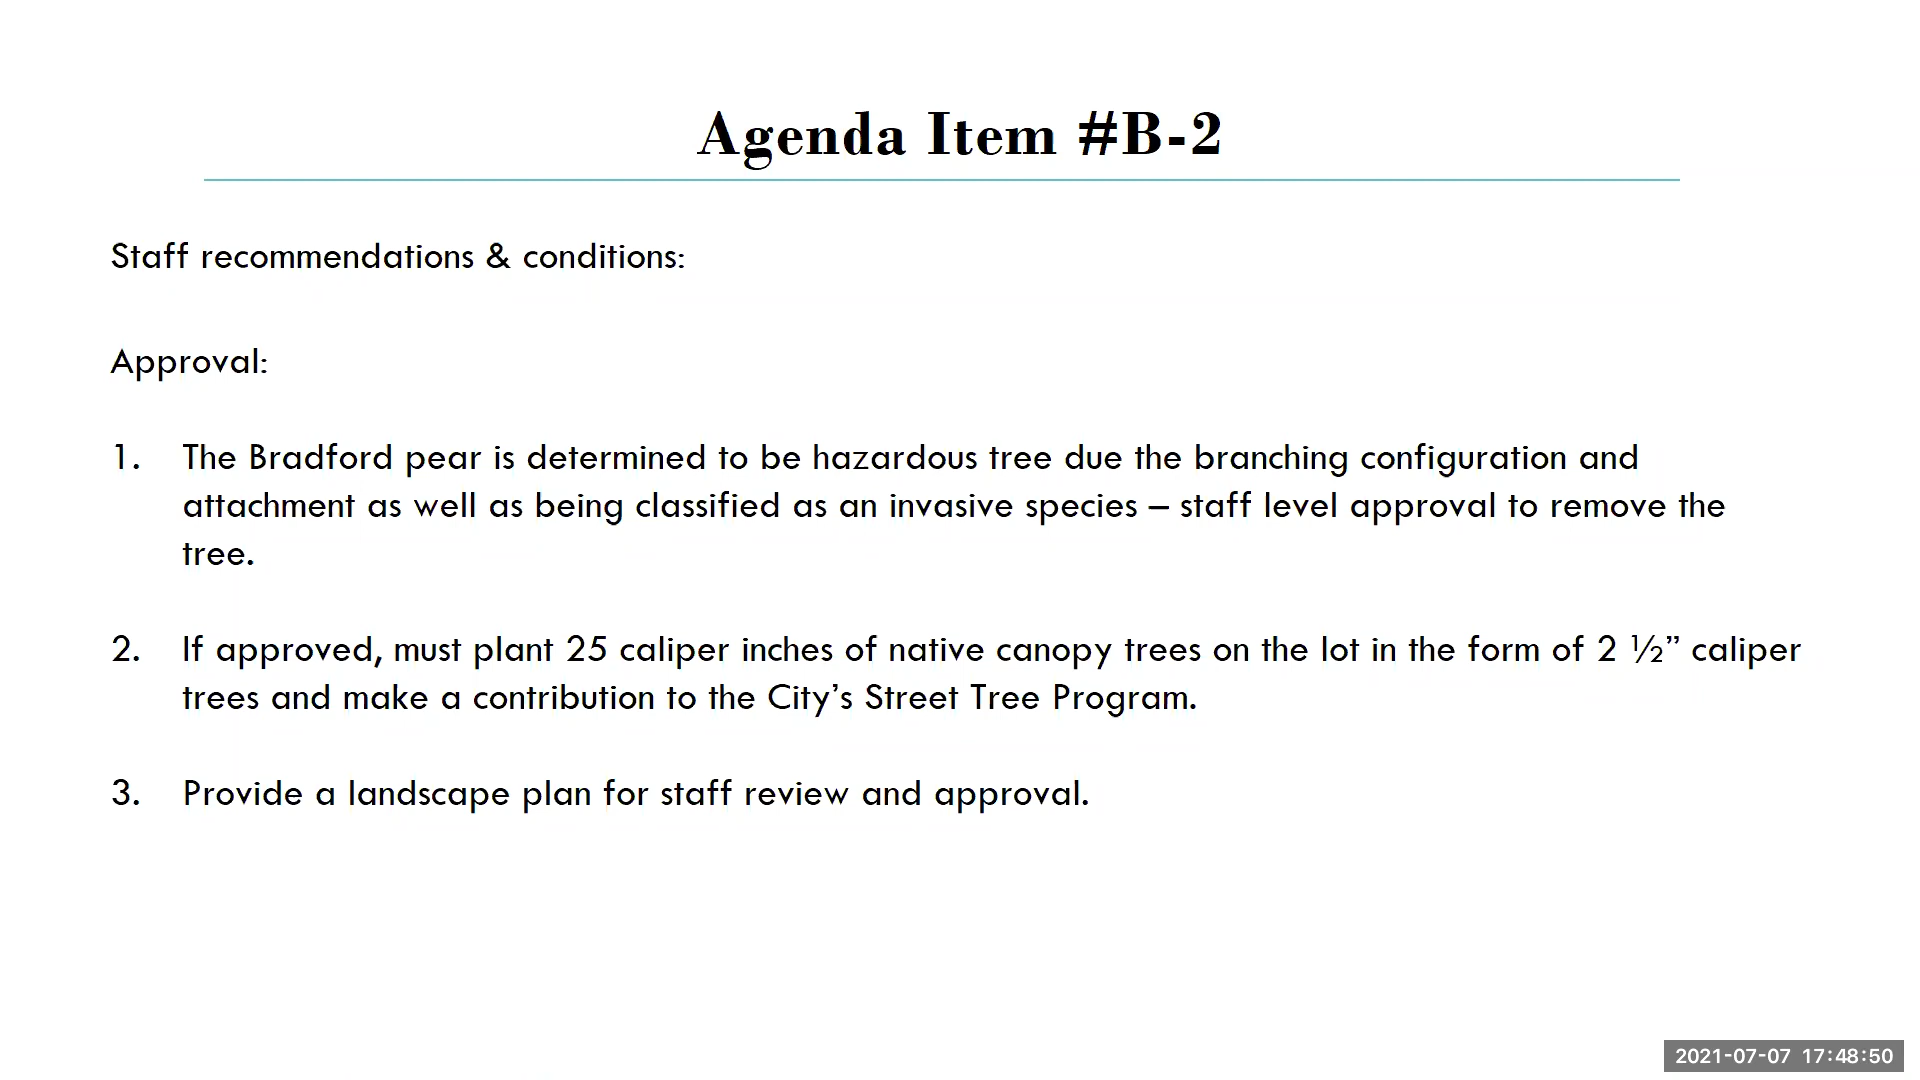 Agenda Item #B-2
Staff recommendations & conditions:
Approval:
1. The Bradford pear is determined to be hazardous tree due the branching configuration and
attachment as well as being classified as an invasive species – staff level approval to remove the
tree.
2. If approved, must plant 25 caliper inches of native canopy trees on the lot in the form of 2 ½” caliper
trees and make a contribution to the City’s Street Tree Program.
3. Provide a landscape plan for staff review and approval.
2021-07-07 17:48:50